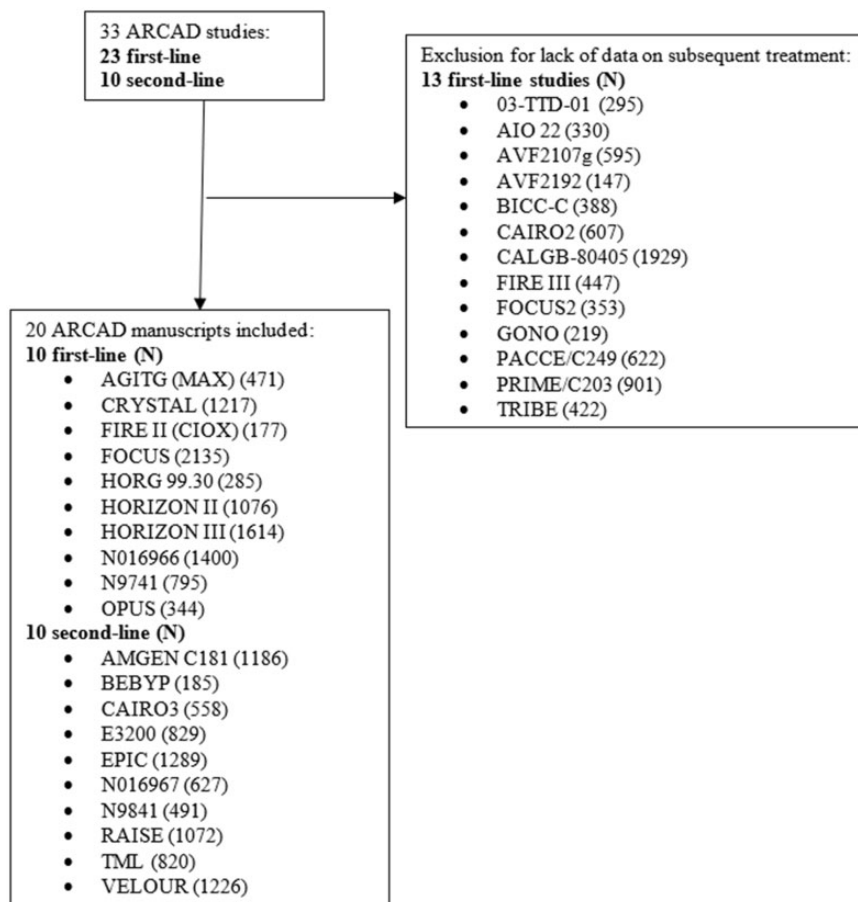 33 ARCAD studies:
23 first-line
10 second-line
Exclusion for lack of data on subsequent treatment:
13 first-line studies (N)
• 03-TTD-01 (295)
• AIO 22 (330)
• AVF2107g (595)
• AVF2192 (147)
• BICC-C (388)
• CAIRO2 (607)
• CALGB-80405 (1929)
• FIRE III (447)
• FOCUS2 (353)
• GONO (219)
• PACCE/C249 (622)
• PRIME/C203 (901)
• TRIBE (422)
20 ARCAD manuscripts included:
10 first-line (N)
• AGITG (MAX) (471)
• CRYSTAL (1217)
• FIRE II (CIOX) (177)
• FOCUS (2135)
• HORG 99.30 (285)
• HORIZON II (1076)
• HORIZON III (1614)
• N016966 (1400)
• N9741 (795)
• OPUS (344)
10 second-line (N)
• AMGEN C181 (1186)
• BEBYP (185)
• CAIRO3 (558)
• E3200 (829)
• EPIC (1289)
• N016967 (627)
• N9841 (491)
• RAISE (1072)
• TML (820)
• VELOUR (1226)